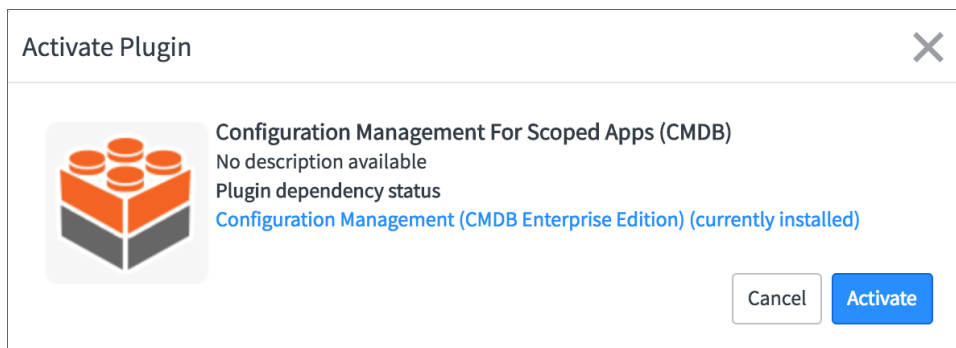 Activate Plugin
Configuration Management For Scoped Apps (CMDB)
No description available
Plugin dependency status
Configuration Management (CMDB Enterprise Edition) (currently installed)
Cancel
Activate